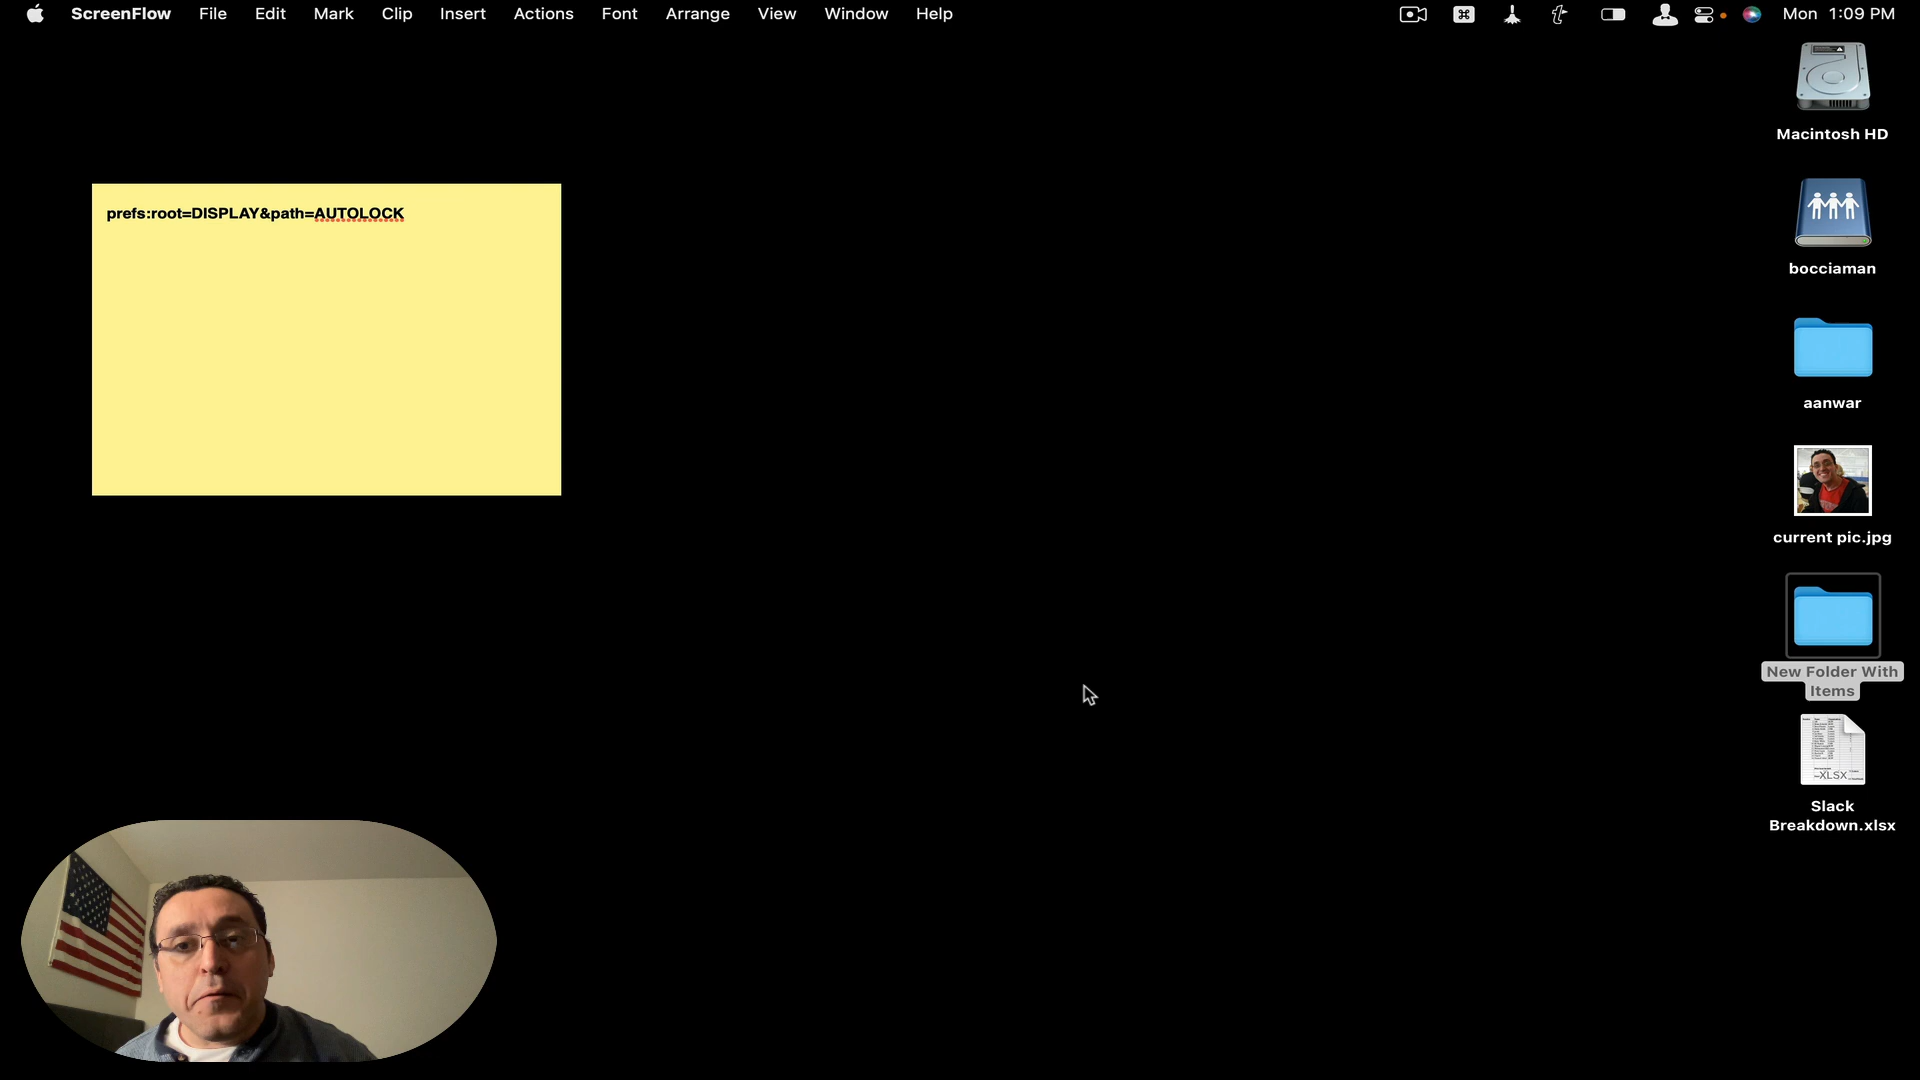 ScreenFlow File Edit Mark Clip Insert Actions Font Arrange View Window Help Mon 1:09 PM
prefs:root=DISPLAY&path=AUTOLOCK
Macintosh HD
bocciaman
aanwar
current pic.jpg
New Folder With
Items
XLSX
Slack
Breakdown.xlsx